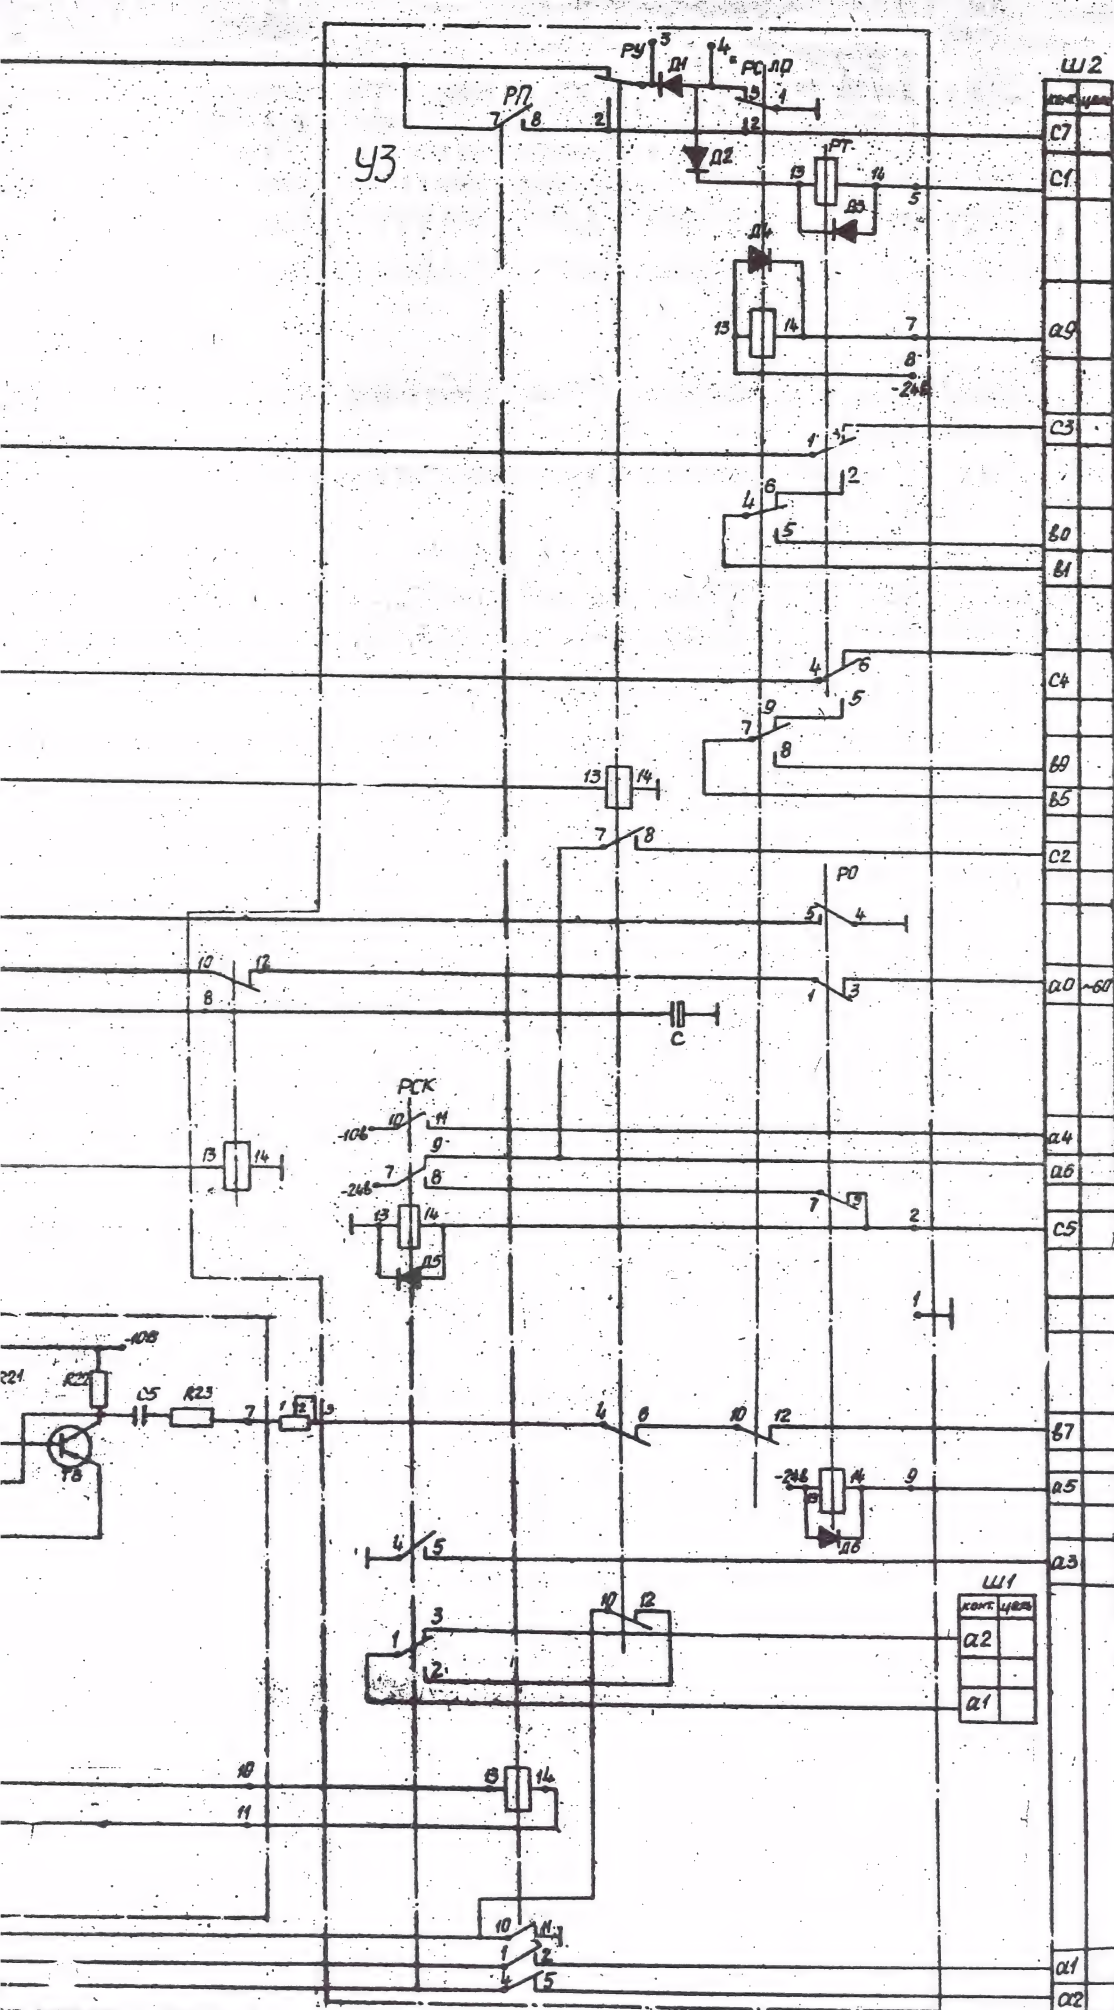 РУ 3
Д1
4
РС ЛО
3
1
Ш2
конт. цепь
РП
7 8 2 12 С7
У3
Д2
РТ
13 14 5 С1
Д3
Д4
13 14 7 а9
8
-24в
1 С3
6 2
4
5 в0
в1
4 6 С4
9 5
7
8 в9
13 14 в5
7 8 С2
РО
5 4
10 12 1 3 а0 ~60
8
С
РСК
-10в 10 11 а4
9
13 14 -24в 7 8 а6
7 9
13 14 2 С5
Д5
1
-10В
R21 R22 С5 R23
7 1 2 3 4 6 10 12 в7
Т8
-24в 13 14 9 а5
Д6
4 5 а3
Ш1
конт. цепь
10 12
1 3 а2
2
а1
10 13 14
11
10 11
1 2 а1
4 5 а2